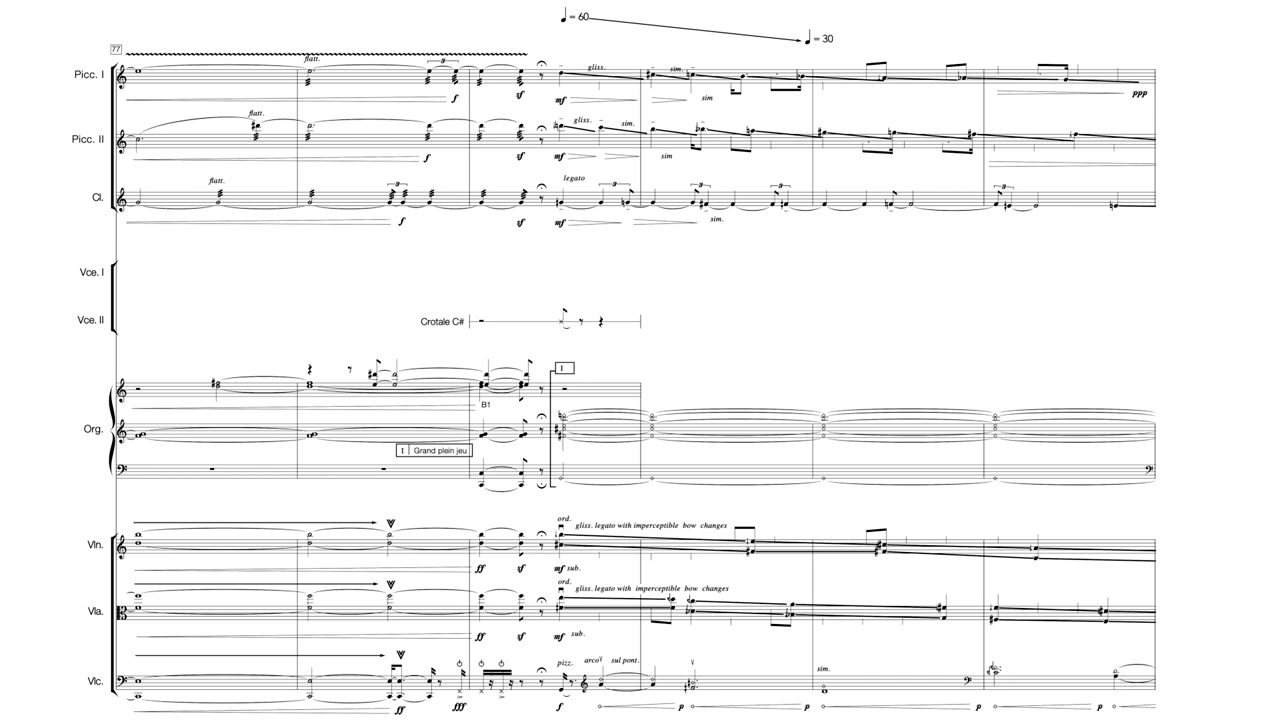 ♩ = 60
♩ = 30
77
Picc. I
flatt.
3
gliss.
sim.
f
sf
mf
sim
ppp
Picc. II
flatt.
gliss.
sim.
f
sf
mf
sim
Cl.
flatt.
3
legato
3
3
3
3
f
sf
mf
sim.
Vce. I
Vce. II
Crotale C#
I
B1
Org.
I Grand plein jeu
Vln.
ord.
gliss. legato with imperceptible bow changes
ff
sf
mf sub.
Vla.
ord.
gliss. legato with imperceptible bow changes
ff
sf
mf sub.
Vlc.
pizz.
arco
sul pont.
sim.
ff
fff
f
p
p
p
p